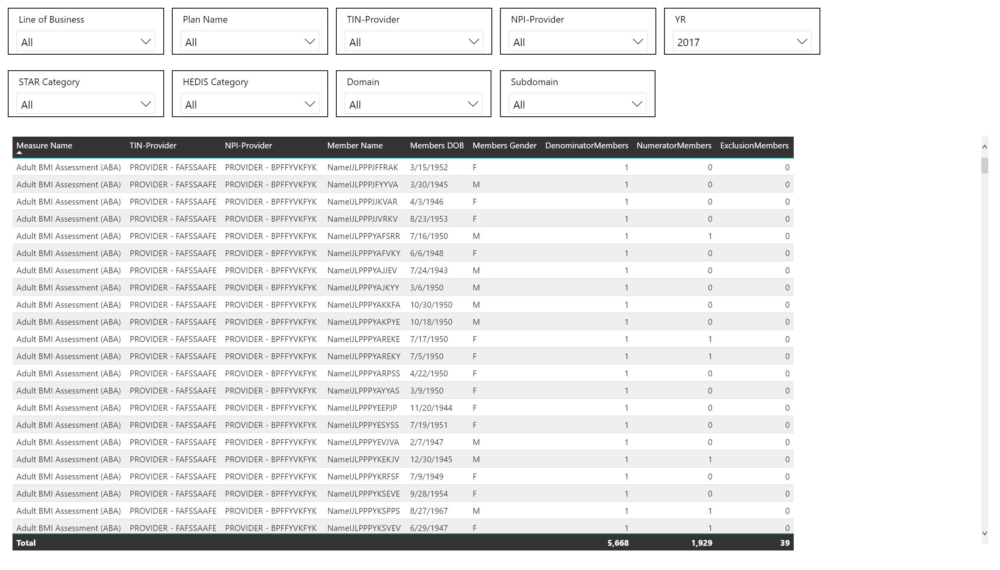 Line of Business Plan Name TIN-Provider NPI-Provider YR
All All All All 2017
STAR Category HEDIS Category Domain Subdomain
All All All All
Measure Name TIN-Provider NPI-Provider Member Name Members DOB Members Gender DenominatorMembers NumeratorMembers ExclusionMembers
Adult BMI Assessment (ABA) PROVIDER - FAFSSAAFE PROVIDER - BPFFYVKFYK NameIJLPPPJFFRAK 3/15/1952 F 1 0 0
Adult BMI Assessment (ABA) PROVIDER - FAFSSAAFE PROVIDER - BPFFYVKFYK NameIJLPPPJFYYVA 3/30/1945 M 1 0 0
Adult BMI Assessment (ABA) PROVIDER - FAFSSAAFE PROVIDER - BPFFYVKFYK NameIJLPPPJJKVAR 4/3/1946 F 1 0 0
Adult BMI Assessment (ABA) PROVIDER - FAFSSAAFE PROVIDER - BPFFYVKFYK NameIJLPPPJJVRKV 8/23/1953 F 1 0 0
Adult BMI Assessment (ABA) PROVIDER - FAFSSAAFE PROVIDER - BPFFYVKFYK NameIJLPPPYAFSRR 7/16/1950 M 1 1 0
Adult BMI Assessment (ABA) PROVIDER - FAFSSAAFE PROVIDER - BPFFYVKFYK NameIJLPPPYAFVKY 6/6/1948 F 1 0 0
Adult BMI Assessment (ABA) PROVIDER - FAFSSAAFE PROVIDER - BPFFYVKFYK NameIJLPPPYAJJEV 7/24/1943 M 1 0 0
Adult BMI Assessment (ABA) PROVIDER - FAFSSAAFE PROVIDER - BPFFYVKFYK NameIJLPPPYAJKYY 3/6/1950 M 1 0 0
Adult BMI Assessment (ABA) PROVIDER - FAFSSAAFE PROVIDER - BPFFYVKFYK NameIJLPPPYAKKFA 10/30/1950 M 1 0 0
Adult BMI Assessment (ABA) PROVIDER - FAFSSAAFE PROVIDER - BPFFYVKFYK NameIJLPPPYAKPYE 10/18/1950 M 1 0 0
Adult BMI Assessment (ABA) PROVIDER - FAFSSAAFE PROVIDER - BPFFYVKFYK NameIJLPPPYAREKE 7/17/1950 F 1 1 0
Adult BMI Assessment (ABA) PROVIDER - FAFSSAAFE PROVIDER - BPFFYVKFYK NameIJLPPPYAREKY 7/5/1950 F 1 1 0
Adult BMI Assessment (ABA) PROVIDER - FAFSSAAFE PROVIDER - BPFFYVKFYK NameIJLPPPYARPSS 4/22/1950 F 1 0 0
Adult BMI Assessment (ABA) PROVIDER - FAFSSAAFE PROVIDER - BPFFYVKFYK NameIJLPPPYAYYAS 3/9/1950 F 1 0 0
Adult BMI Assessment (ABA) PROVIDER - FAFSSAAFE PROVIDER - BPFFYVKFYK NameIJLPPPYEEPJP 11/20/1944 F 1 0 0
Adult BMI Assessment (ABA) PROVIDER - FAFSSAAFE PROVIDER - BPFFYVKFYK NameIJLPPPYESYSS 7/19/1951 F 1 0 0
Adult BMI Assessment (ABA) PROVIDER - FAFSSAAFE PROVIDER - BPFFYVKFYK NameIJLPPPYEVJVA 2/7/1947 M 1 0 0
Adult BMI Assessment (ABA) PROVIDER - FAFSSAAFE PROVIDER - BPFFYVKFYK NameIJLPPPYKEKJV 12/30/1945 M 1 1 0
Adult BMI Assessment (ABA) PROVIDER - FAFSSAAFE PROVIDER - BPFFYVKFYK NameIJLPPPYKRFSF 7/9/1949 F 1 0 0
Adult BMI Assessment (ABA) PROVIDER - FAFSSAAFE PROVIDER - BPFFYVKFYK NameIJLPPPYKSEVE 9/28/1954 F 1 0 0
Adult BMI Assessment (ABA) PROVIDER - FAFSSAAFE PROVIDER - BPFFYVKFYK NameIJLPPPYKSPPS 8/27/1967 M 1 1 0
Adult BMI Assessment (ABA) PROVIDER - FAFSSAAFE PROVIDER - BPFFYVKFYK NameIJLPPPYKSVEV 6/29/1947 F 1 1 0
Total 5,668 1,929 39